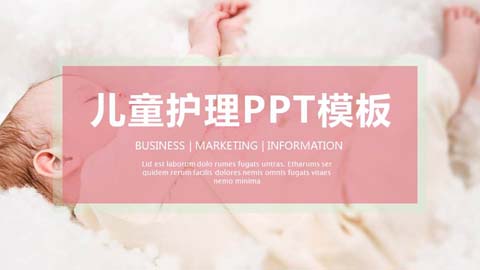 儿童护理PPT模板
BUSINESS | MARKETING | INFORMATION
Lid est laborum dolo rumes fugats untras. Etharums ser
quidem rerum facilis dolores nemis omnis fugats vitaes
nemo minima